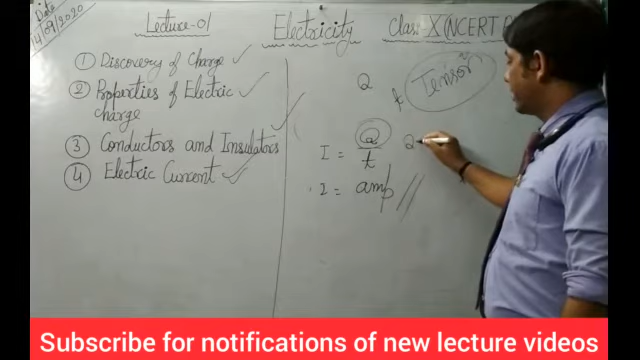 Date
14/09/2020
Lecture-01
Electricity
Class-X (NCERT
① Discovery of Charge ✓
② Properties of Electric ✓
charge
③ Conductors and Insulators ✓
④ Electric Current ✓
Q
t
Tensor
I = Q/t
I = amp //
Subscribe for notifications of new lecture videos